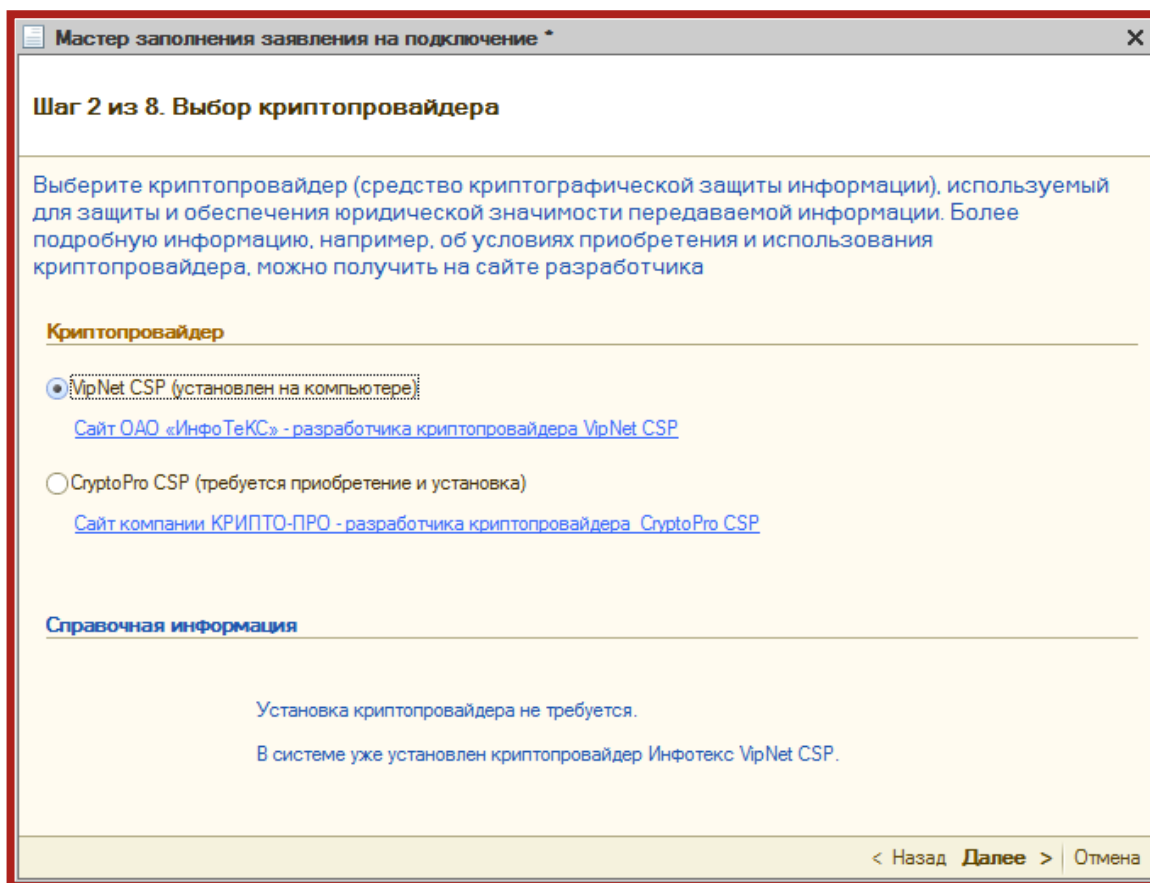 Мастер заполнения заявления на подключение *
Шаг 2 из 8. Выбор криптопровайдера
Выберите криптопровайдер (средство криптографической защиты информации), используемый
для защиты и обеспечения юридической значимости передаваемой информации. Более
подробную информацию, например, об условиях приобретения и использования
криптопровайдера, можно получить на сайте разработчика
Криптопровайдер
VipNet CSP (установлен на компьютере)
Сайт ОАО «ИнфоТеКС» - разработчика криптопровайдера VipNet CSP
CryptoPro CSP (требуется приобретение и установка)
Сайт компании КРИПТО-ПРО - разработчика криптопровайдера CryptoPro CSP
Справочная информация
Установка криптопровайдера не требуется.
В системе уже установлен криптопровайдер Инфотекс VipNet CSP.
< Назад Далее > Отмена